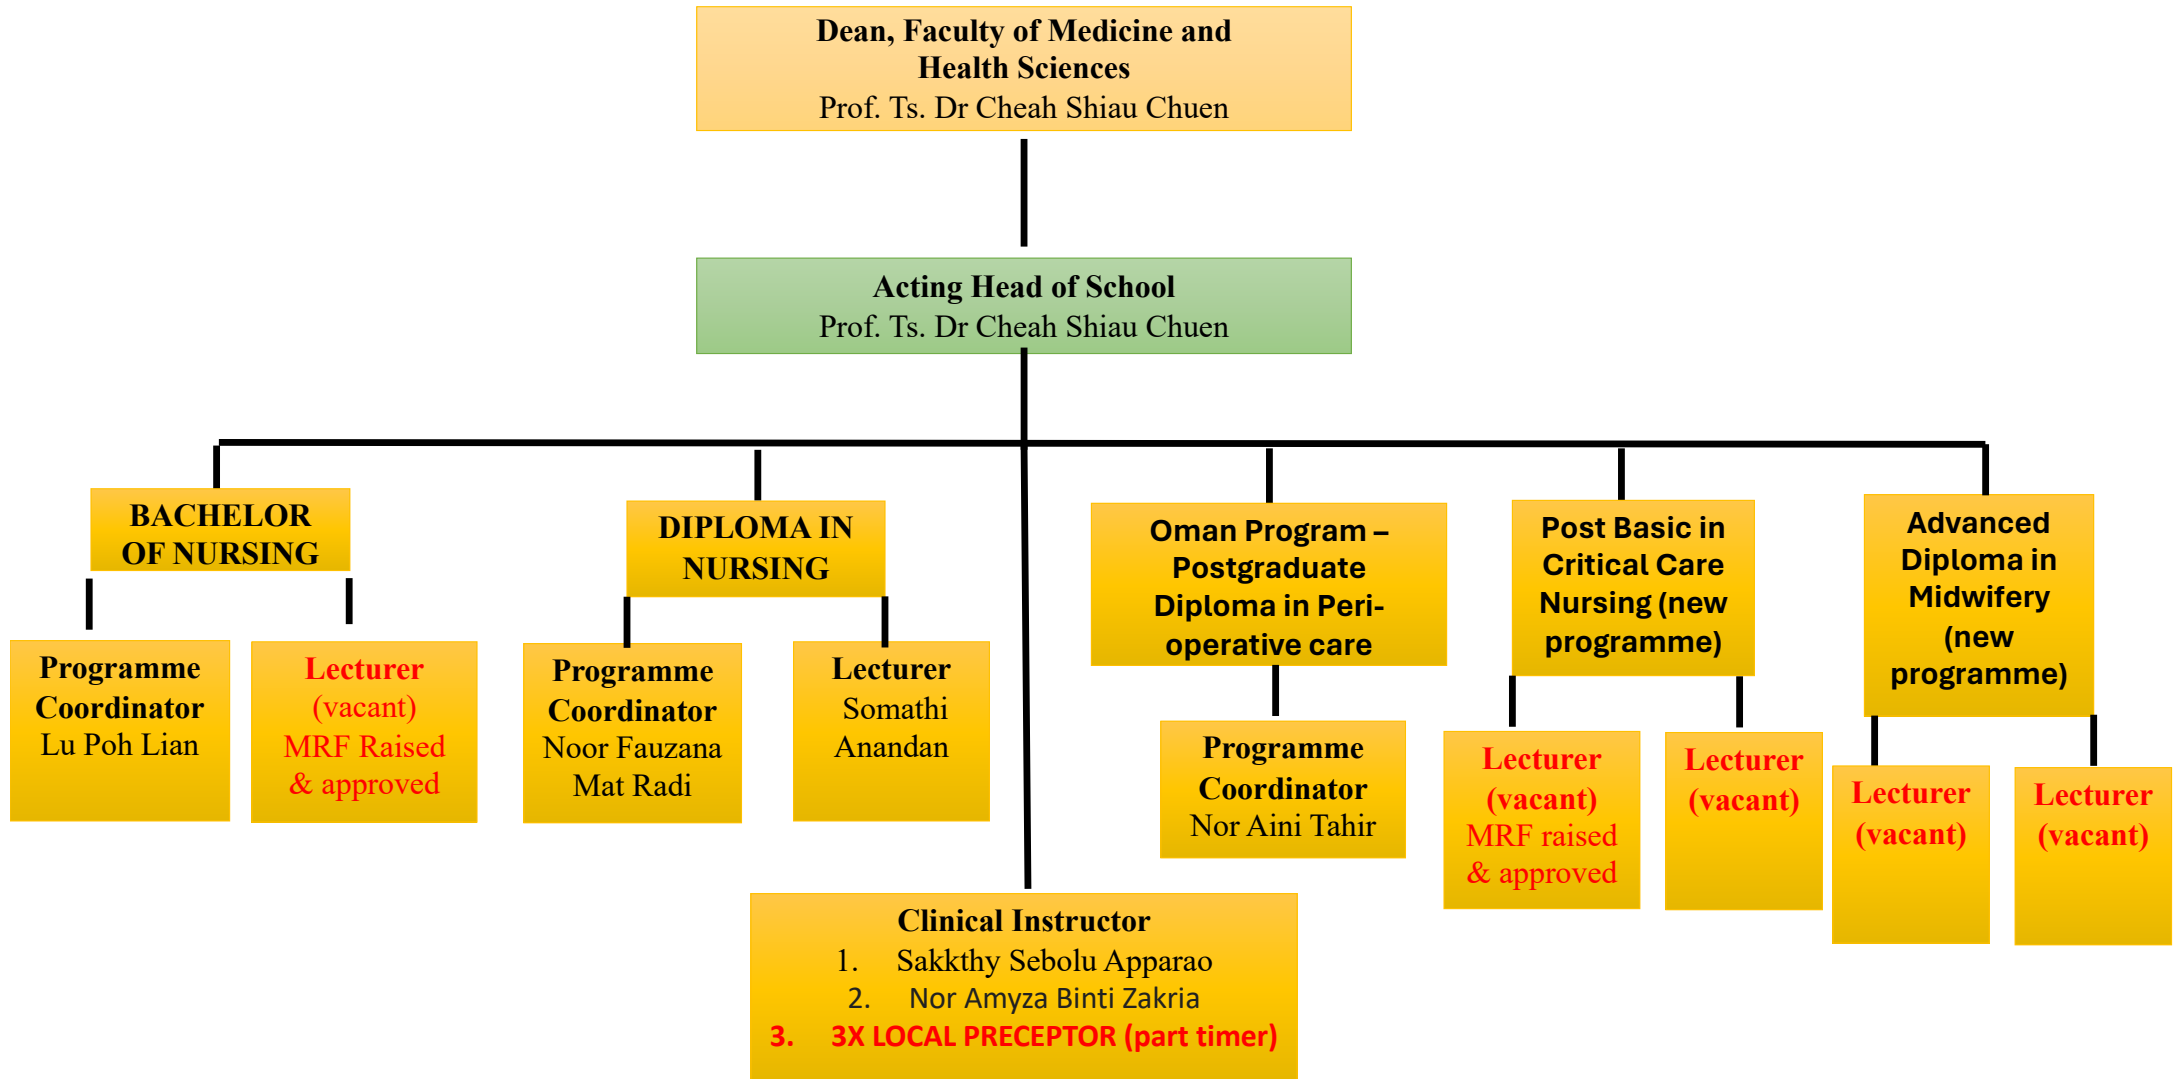 Dean, Faculty of Medicine and
Health Sciences
Prof. Ts. Dr Cheah Shiau Chuen
Acting Head of School
Prof. Ts. Dr Cheah Shiau Chuen
BACHELOR
OF NURSING
DIPLOMA IN
NURSING
Oman Program –
Postgraduate
Diploma in Peri-
operative care
Post Basic in
Critical Care
Nursing (new
programme)
Advanced
Diploma in
Midwifery
(new
programme)
Programme
Coordinator
Lu Poh Lian
Lecturer
(vacant)
MRF Raised
& approved
Programme
Coordinator
Noor Fauzana
Mat Radi
Lecturer
Somathi
Anandan
Programme
Coordinator
Nor Aini Tahir
Lecturer
(vacant)
MRF raised
& approved
Lecturer
(vacant)
Lecturer
(vacant)
Lecturer
(vacant)
Clinical Instructor
1. Sakkthy Sebolu Apparao
2. Nor Amyza Binti Zakria
3. 3X LOCAL PRECEPTOR (part timer)